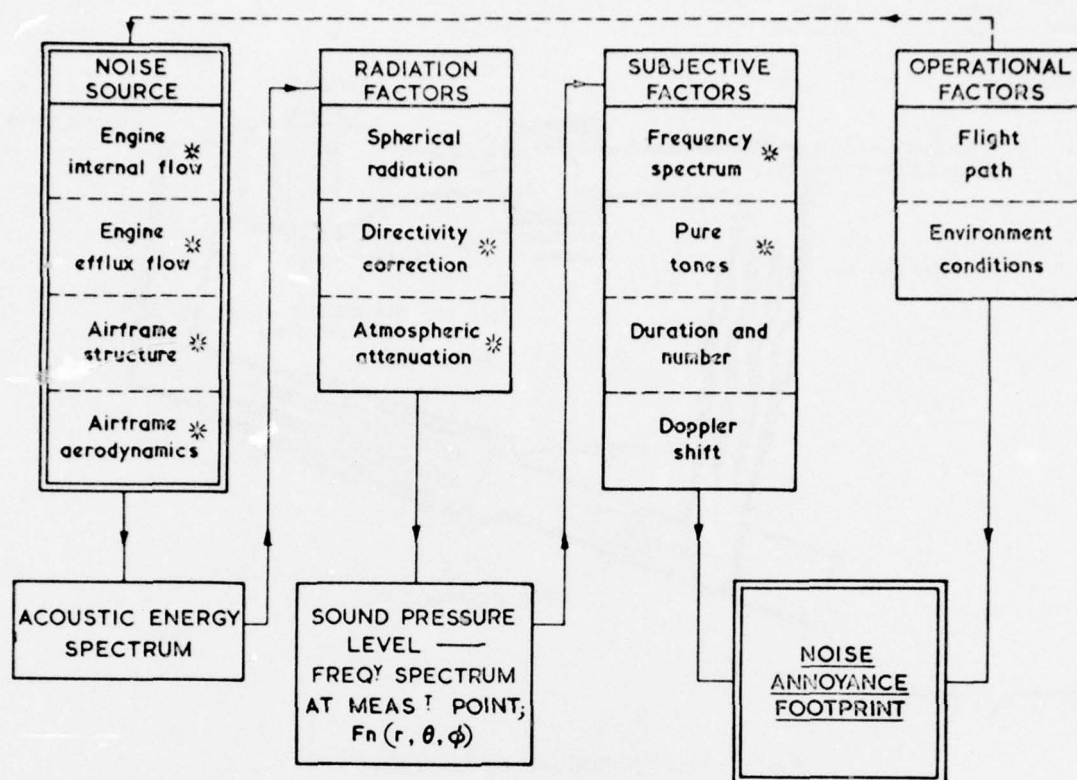 NOISE
SOURCE
Engine
internal flow *
Engine
efflux flow *
Airframe
structure *
Airframe
aerodynamics *
ACOUSTIC ENERGY
SPECTRUM
RADIATION
FACTORS
Spherical
radiation
Directivity
correction *
Atmospheric
attenuation *
SOUND PRESSURE
LEVEL —
FREQY SPECTRUM
AT MEAST POINT;
Fn (r, θ, ϕ)
SUBJECTIVE
FACTORS
Frequency
spectrum *
Pure
tones *
Duration and
number
Doppler
shift
OPERATIONAL
FACTORS
Flight
path
Environment
conditions
NOISE
ANNOYANCE
FOOTPRINT